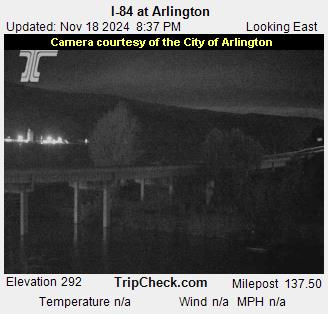 I-84 at Arlington
Updated: Nov 18 2024 8:37 PM Looking East
Camera courtesy of the City of Arlington
Elevation 292 TripCheck.com Milepost 137.50
Temperature n/a Wind n/a MPH n/a